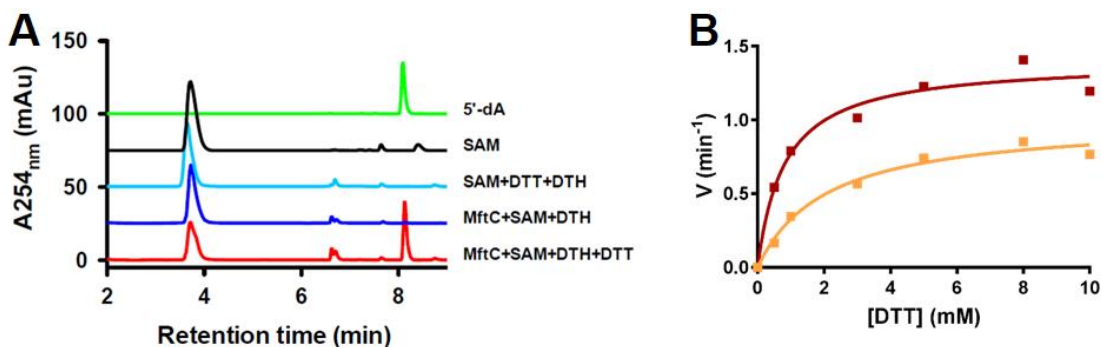 A
A254nm (mAu)
150
100
50
0
5'-dA
SAM
SAM+DTT+DTH
MftC+SAM+DTH
MftC+SAM+DTH+DTT
2 4 6 8
Retention time (min)
B
V (min-1)
1.5
1.0
0.5
0.0
0 2 4 6 8 10
[DTT] (mM)